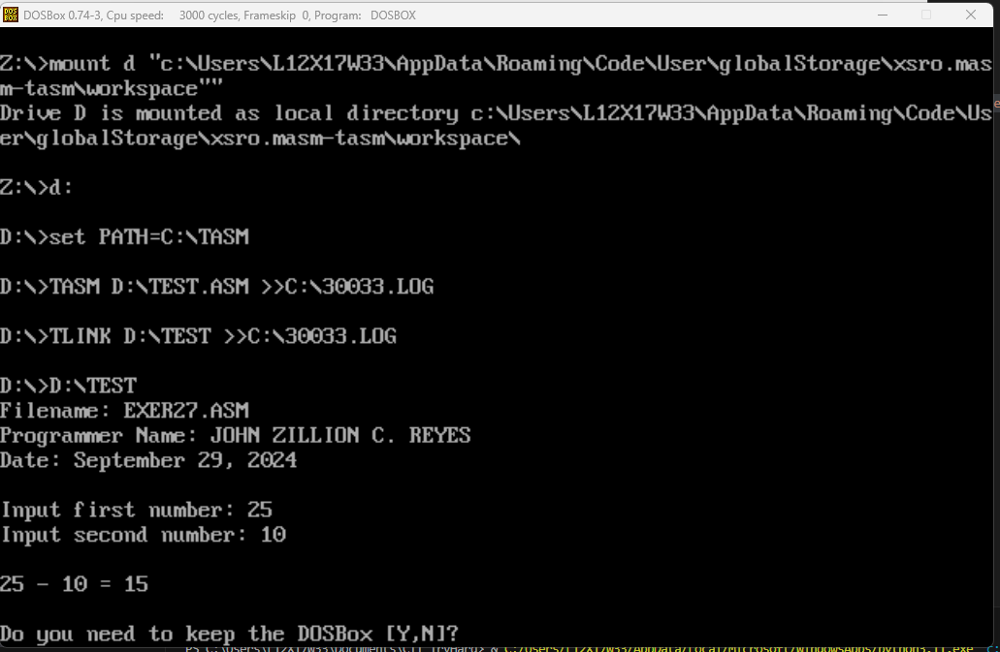 DOSBox 0.74-3, Cpu speed: 3000 cycles, Frameskip 0, Program: DOSBOX
Z:\>mount d "c:\Users\L12X17W33\AppData\Roaming\Code\User\globalStorage\xsro.mas
m-tasm\workspace""
Drive D is mounted as local directory c:\Users\L12X17W33\AppData\Roaming\Code\Us
er\globalStorage\xsro.masm-tasm\workspace\
Z:\>d:
D:\>set PATH=C:\TASM
D:\>TASM D:\TEST.ASM >>C:\30033.LOG
D:\>TLINK D:\TEST >>C:\30033.LOG
D:\>D:\TEST
Filename: EXER27.ASM
Programmer Name: JOHN ZILLION C. REYES
Date: September 29, 2024
Input first number: 25
Input second number: 10
25 - 10 = 15
Do you need to keep the DOSBox [Y,N]?